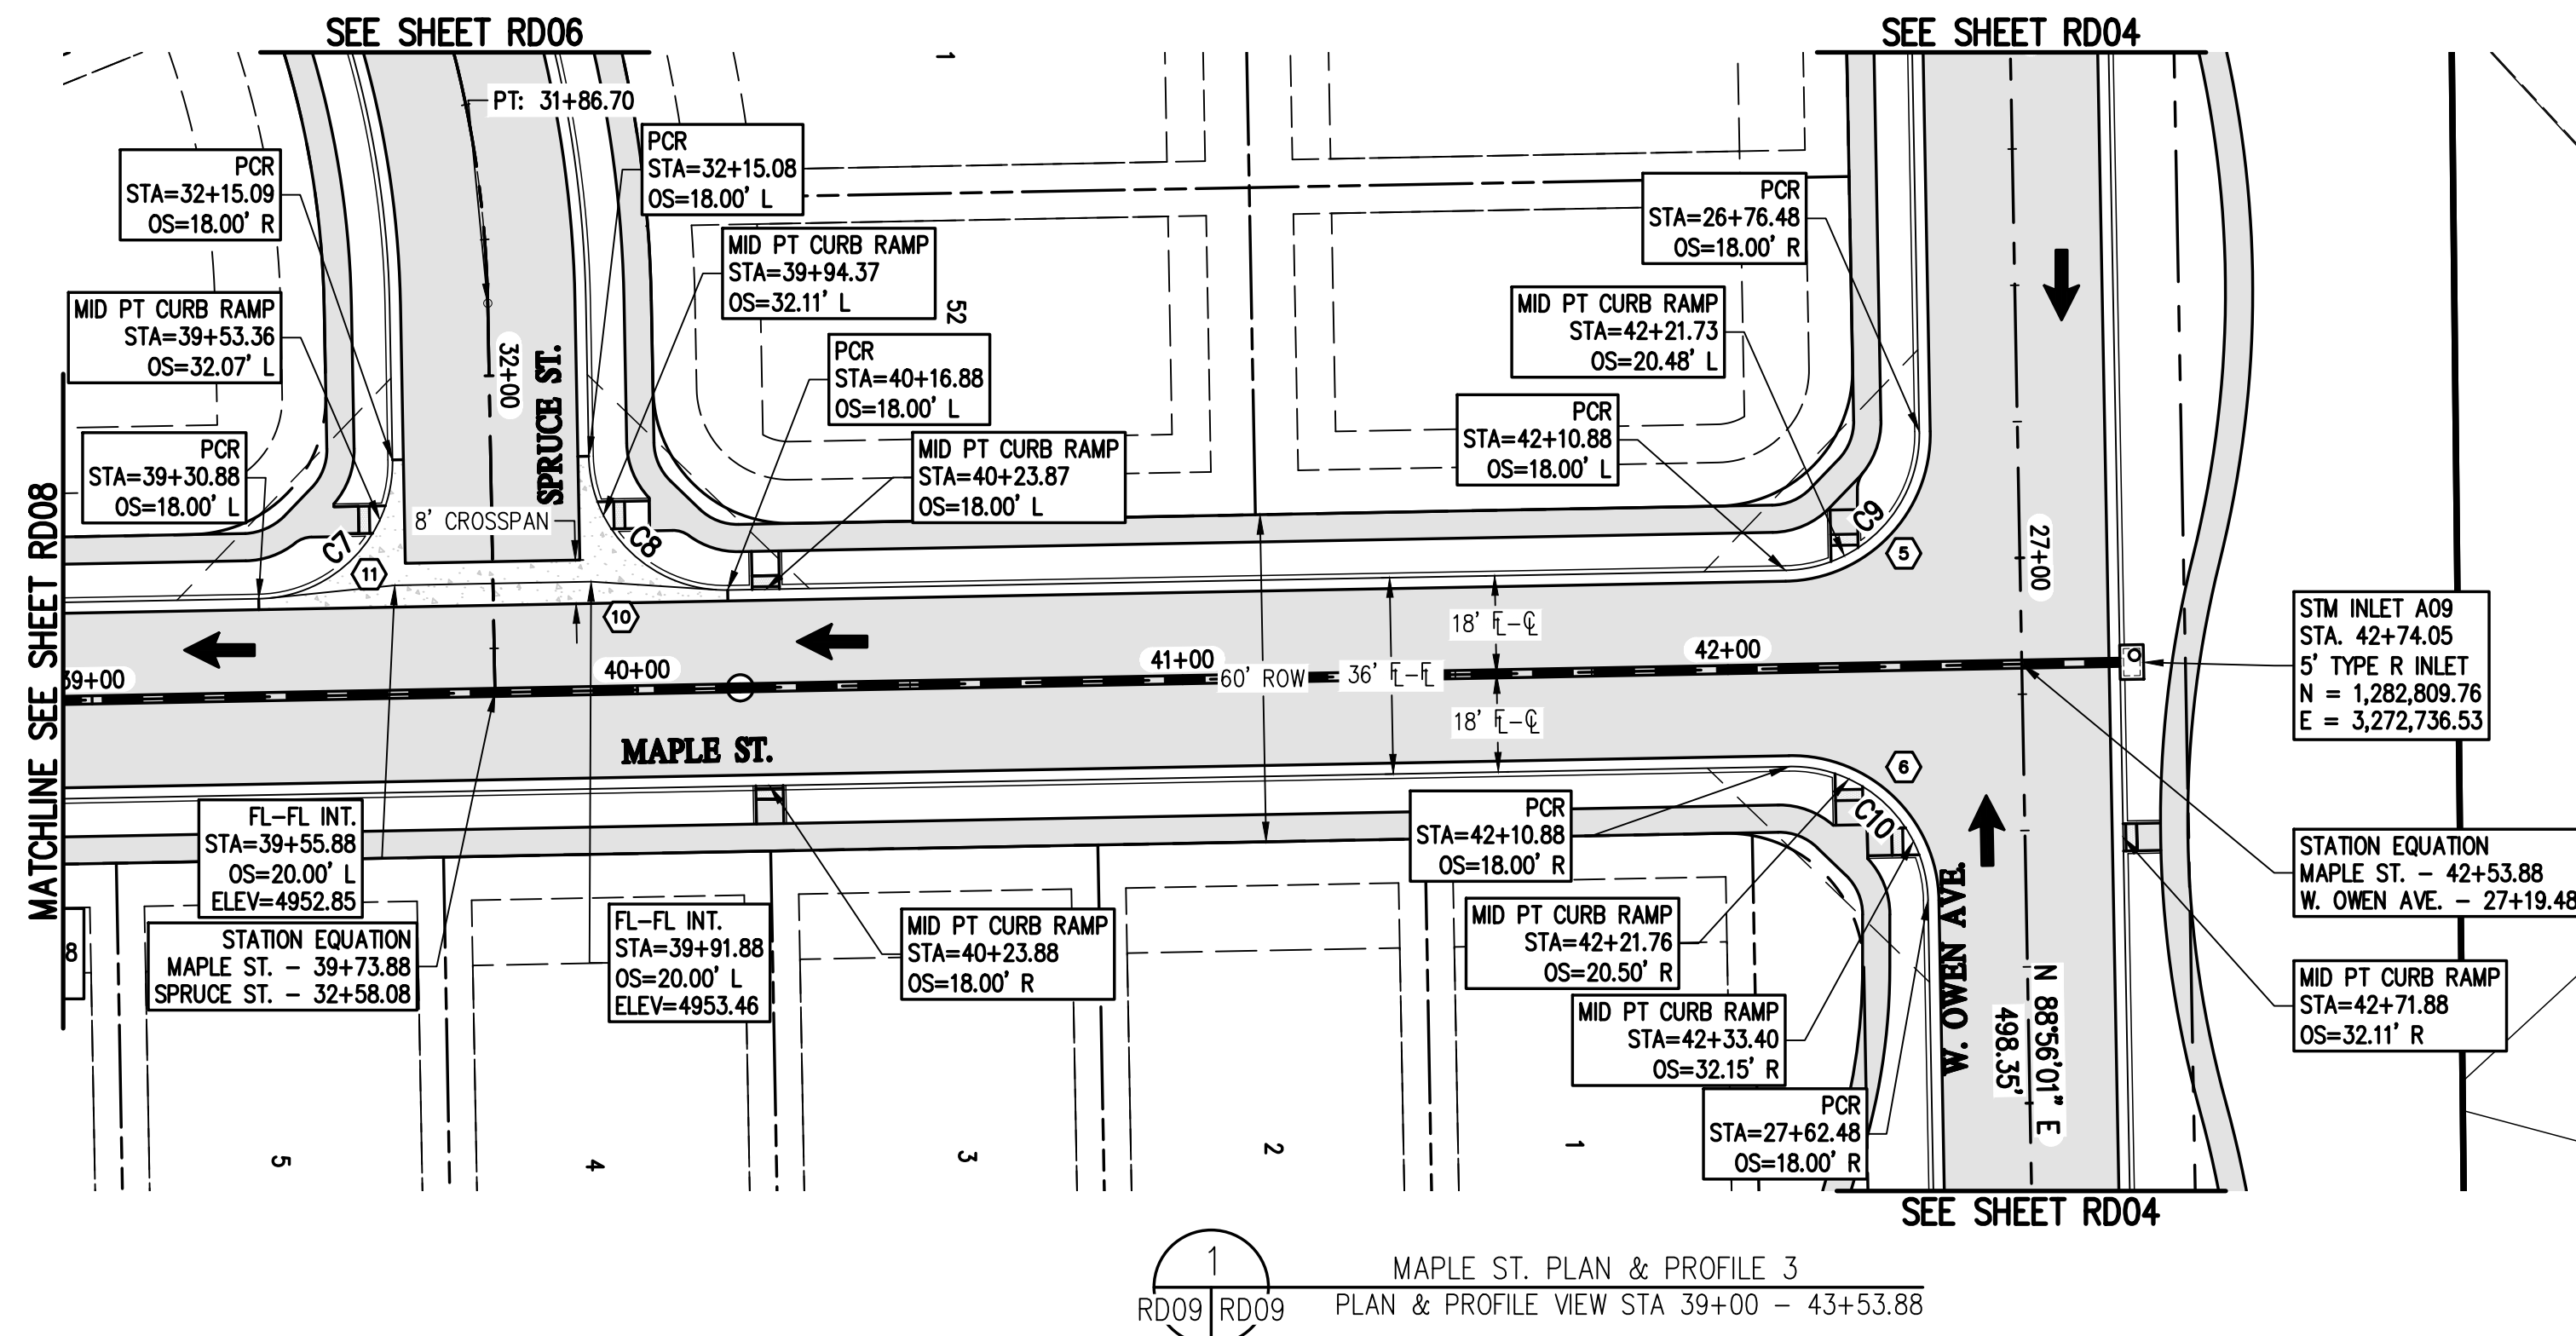 SEE SHEET RD06
SEE SHEET RD04
1
PT: 31+86.70
PCR
STA=32+15.09
OS=18.00' R
PCR
STA=32+15.08
OS=18.00' L
PCR
STA=26+76.48
OS=18.00' R
MID PT CURB RAMP
STA=39+94.37
OS=32.11' L
52
MID PT CURB RAMP
STA=39+53.36
OS=32.07' L
MID PT CURB RAMP
STA=42+21.73
OS=20.48' L
32+00
SPRUCE ST.
PCR
STA=40+16.88
OS=18.00' L
PCR
STA=42+10.88
OS=18.00' L
PCR
STA=39+30.88
OS=18.00' L
MID PT CURB RAMP
STA=40+23.87
OS=18.00' L
8' CROSSPAN
C7
C8
C9
11
10
5
27+00
MATCHLINE SEE SHEET RD08
18' FL-CL
39+00
40+00
41+00
42+00
60' ROW
36' FL-FL
18' FL-CL
STM INLET A09
STA. 42+74.05
5' TYPE R INLET
N = 1,282,809.76
E = 3,272,736.53
MAPLE ST.
6
C10
FL-FL INT.
STA=39+55.88
OS=20.00' L
ELEV=4952.85
PCR
STA=42+10.88
OS=18.00' R
STATION EQUATION
MAPLE ST. - 42+53.88
W. OWEN AVE. - 27+19.48
8
STATION EQUATION
MAPLE ST. - 39+73.88
SPRUCE ST. - 32+58.08
FL-FL INT.
STA=39+91.88
OS=20.00' L
ELEV=4953.46
MID PT CURB RAMP
STA=40+23.88
OS=18.00' R
MID PT CURB RAMP
STA=42+21.76
OS=20.50' R
W. OWEN AVE.
N 88°56'01" E
498.35'
MID PT CURB RAMP
STA=42+71.88
OS=32.11' R
MID PT CURB RAMP
STA=42+33.40
OS=32.15' R
PCR
STA=27+62.48
OS=18.00' R
5
4
3
2
1
SEE SHEET RD04
1
RD09 RD09
MAPLE ST. PLAN & PROFILE 3
PLAN & PROFILE VIEW STA 39+00 - 43+53.88